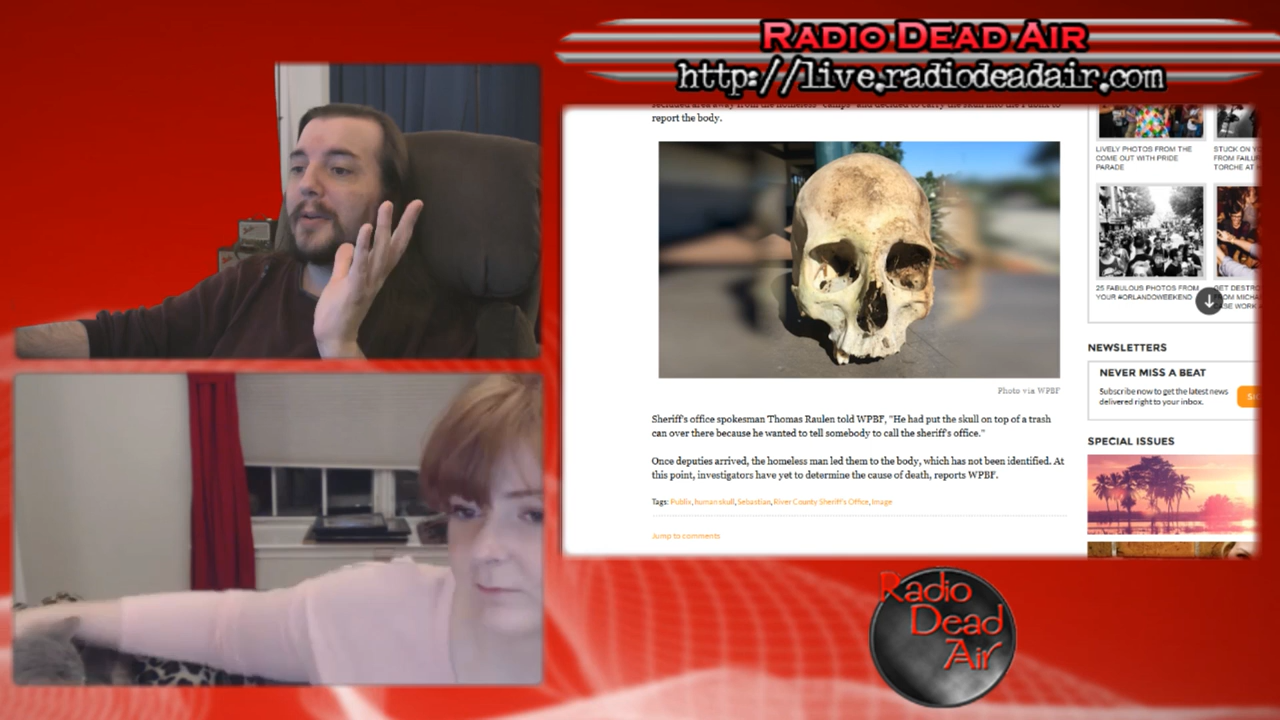 RADIO DEAD AIR
http://live.radiodeadair.com
report the body.
Photo via WPBF
Sheriff's office spokesman Thomas Raulen told WPBF, "He had put the skull on top of a trash
can over there because he wanted to tell somebody to call the sheriff's office."
Once deputies arrived, the homeless man led them to the body, which has not been identified. At
this point, investigators have yet to determine the cause of death, reports WPBF.
Tags: Publix, human skull, Sebastian, River County Sheriff's Office, Image
Jump to comments
LIVELY PHOTOS FROM THE
COME OUT WITH PRIDE
PARADE
STUCK ON
FROM
TORCHE AT
25 FABULOUS PHOTOS FROM
YOUR #ORLANDOWEEKEND
NEWSLETTERS
NEVER MISS A BEAT
Subscribe now to get the latest news
delivered right to your inbox.
SPECIAL ISSUES
Radio
Dead
Air